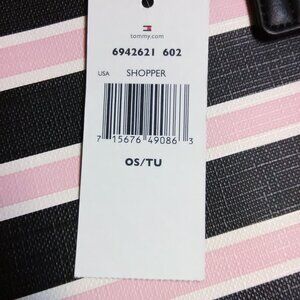 tommy.com
6942621 602
USA SHOPPER
7 15676 49086 3
OS/TU